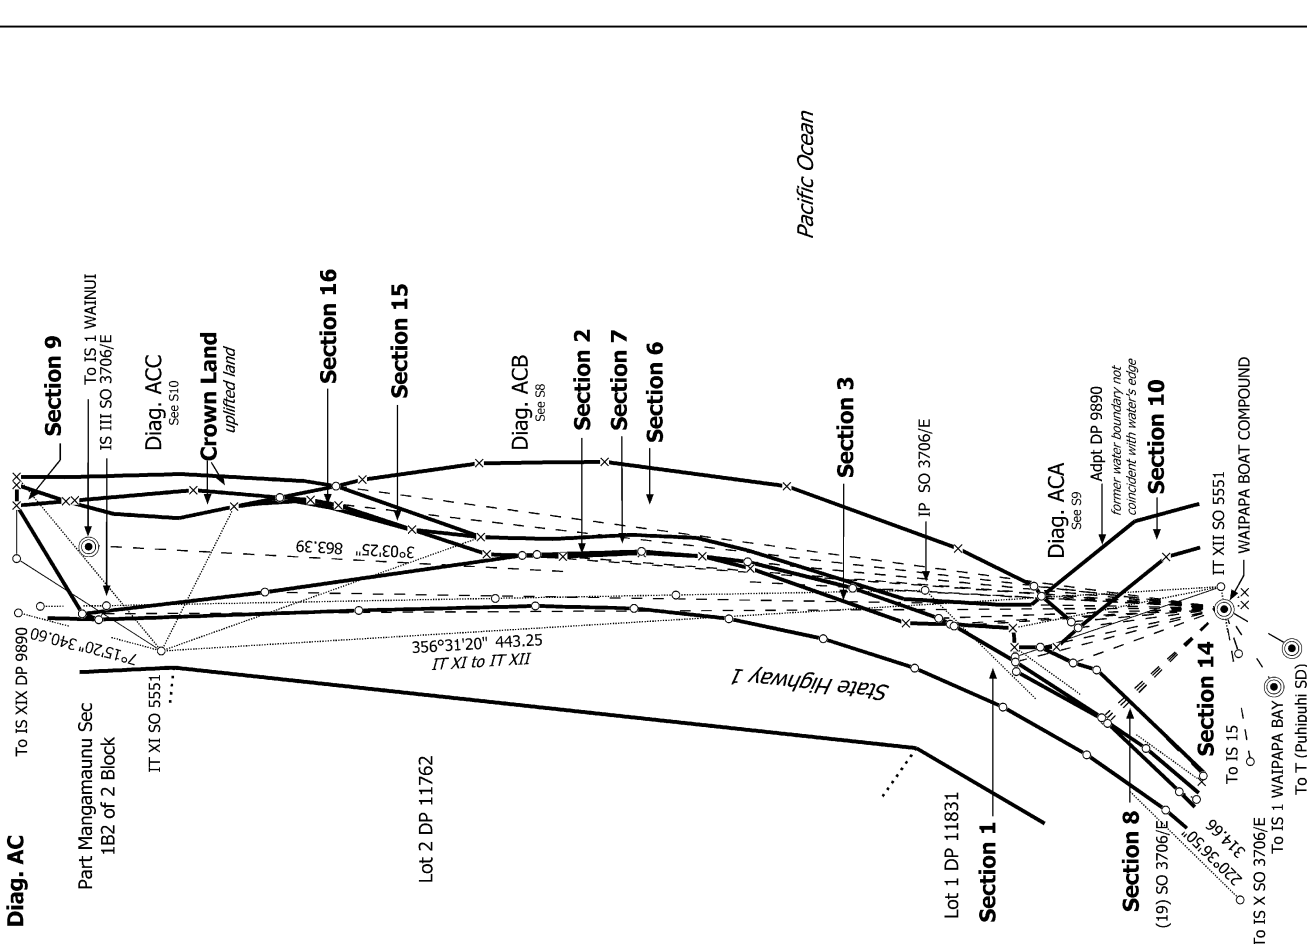 Diag. AC
Pacific Ocean
Section 9
To IS 1 WAINUI
IS III SO 3706/E
Diag. ACC
See S10
Crown Land
uplifted land
Section 16
Section 15
Diag. ACB
See S8
Section 2
Section 7
Section 6
Section 3
IP SO 3706/E
Diag. ACA
See S9
Adpt DP 9890
former water boundary not
coincident with water's edge
Section 10
IT XII SO 5551
WAIPAPA BOAT COMPOUND
3°03'25" 863.39
7°15'20" 340.60
356°31'20" 443.25
IT XI to IT XII
State Highway 1
To IS XIX DP 9890
Part Mangamaunu Sec
1B2 of 2 Block
IT XI SO 5551
Lot 2 DP 11762
Lot 1 DP 11831
Section 1
Section 8
(19) SO 3706/E
Section 14
To IS 15
220°36'50"
314.66
To IS X SO 3706/E
To IS 1 WAIPAPA BAY
To T (Puhipuhi SD)